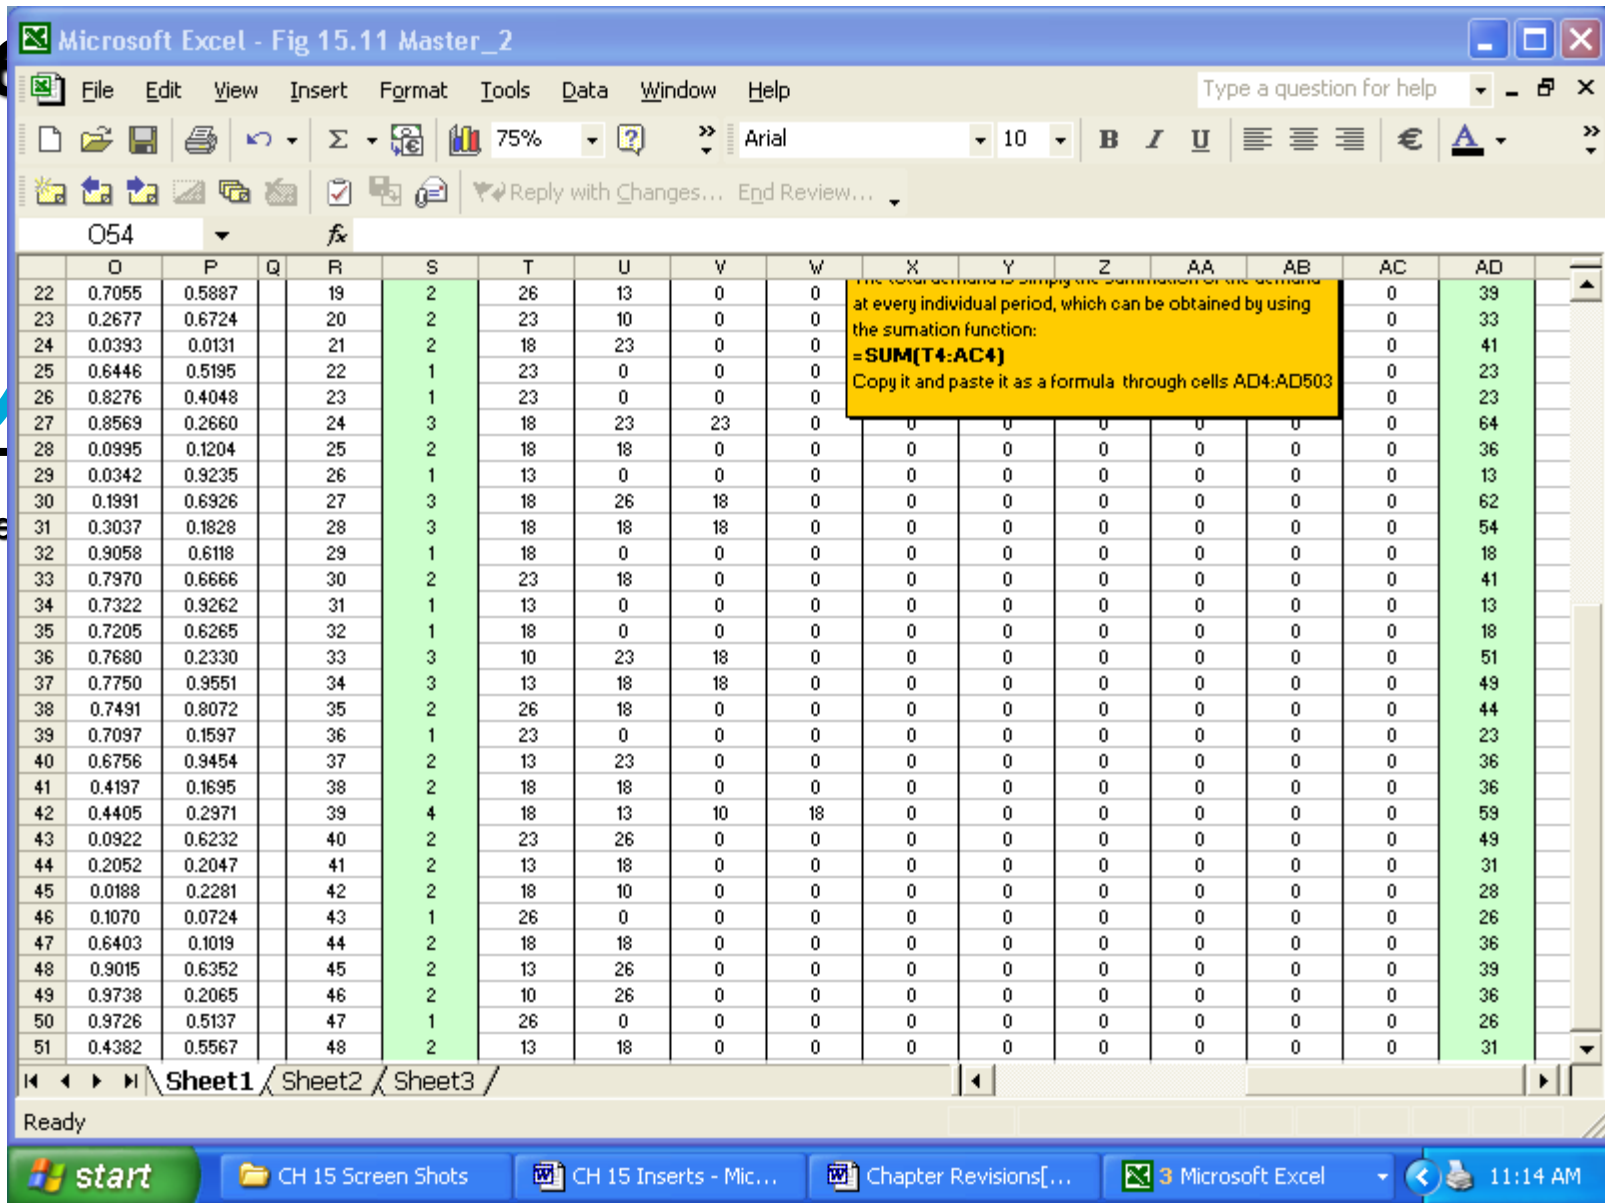 Microsoft Excel - Fig 15.11 Master_2
File Edit View Insert Format Tools Data Window Help Type a question for help
75% Arial 10 B I U € A
Reply with Changes... End Review...
O54 fx
O P Q R S T U V W X Y Z AA AB AC AD
22 0.7055 0.5887 19 2 26 13 0 0 0 39
23 0.2677 0.6724 20 2 23 10 0 0 0 33
24 0.0393 0.0131 21 2 18 23 0 0 0 41
25 0.6446 0.5195 22 1 23 0 0 0 0 23
26 0.8276 0.4048 23 1 23 0 0 0 0 23
The total demand is simply the summation of the demand
at every individual period, which can be obtained by using
the sumation function:
=SUM(T4:AC4)
Copy it and paste it as a formula through cells AD4:AD503
27 0.8569 0.2660 24 3 18 23 23 0 0 0 0 0 0 0 64
28 0.0995 0.1204 25 2 18 18 0 0 0 0 0 0 0 0 36
29 0.0342 0.9235 26 1 13 0 0 0 0 0 0 0 0 0 13
30 0.1991 0.6926 27 3 18 26 18 0 0 0 0 0 0 0 62
31 0.3037 0.1828 28 3 18 18 18 0 0 0 0 0 0 0 54
32 0.9058 0.6118 29 1 18 0 0 0 0 0 0 0 0 0 18
33 0.7970 0.6666 30 2 23 18 0 0 0 0 0 0 0 0 41
34 0.7322 0.9262 31 1 13 0 0 0 0 0 0 0 0 0 13
35 0.7205 0.6265 32 1 18 0 0 0 0 0 0 0 0 0 18
36 0.7680 0.2330 33 3 10 23 18 0 0 0 0 0 0 0 51
37 0.7750 0.9551 34 3 13 18 18 0 0 0 0 0 0 0 49
38 0.7491 0.8072 35 2 26 18 0 0 0 0 0 0 0 0 44
39 0.7097 0.1597 36 1 23 0 0 0 0 0 0 0 0 0 23
40 0.6756 0.9454 37 2 13 23 0 0 0 0 0 0 0 0 36
41 0.4197 0.1695 38 2 18 18 0 0 0 0 0 0 0 0 36
42 0.4405 0.2971 39 4 18 13 10 18 0 0 0 0 0 0 59
43 0.0922 0.6232 40 2 23 26 0 0 0 0 0 0 0 0 49
44 0.2052 0.2047 41 2 13 18 0 0 0 0 0 0 0 0 31
45 0.0188 0.2281 42 2 18 10 0 0 0 0 0 0 0 0 28
46 0.1070 0.0724 43 1 26 0 0 0 0 0 0 0 0 0 26
47 0.6403 0.1019 44 2 18 18 0 0 0 0 0 0 0 0 36
48 0.9015 0.6352 45 2 13 26 0 0 0 0 0 0 0 0 39
49 0.9738 0.2065 46 2 10 26 0 0 0 0 0 0 0 0 36
50 0.9726 0.5137 47 1 26 0 0 0 0 0 0 0 0 0 26
51 0.4382 0.5567 48 2 13 18 0 0 0 0 0 0 0 0 31
Sheet1 Sheet2 Sheet3
Ready
start CH 15 Screen Shots CH 15 Inserts - Mic... Chapter Revisions[... 3 Microsoft Excel 11:14 AM